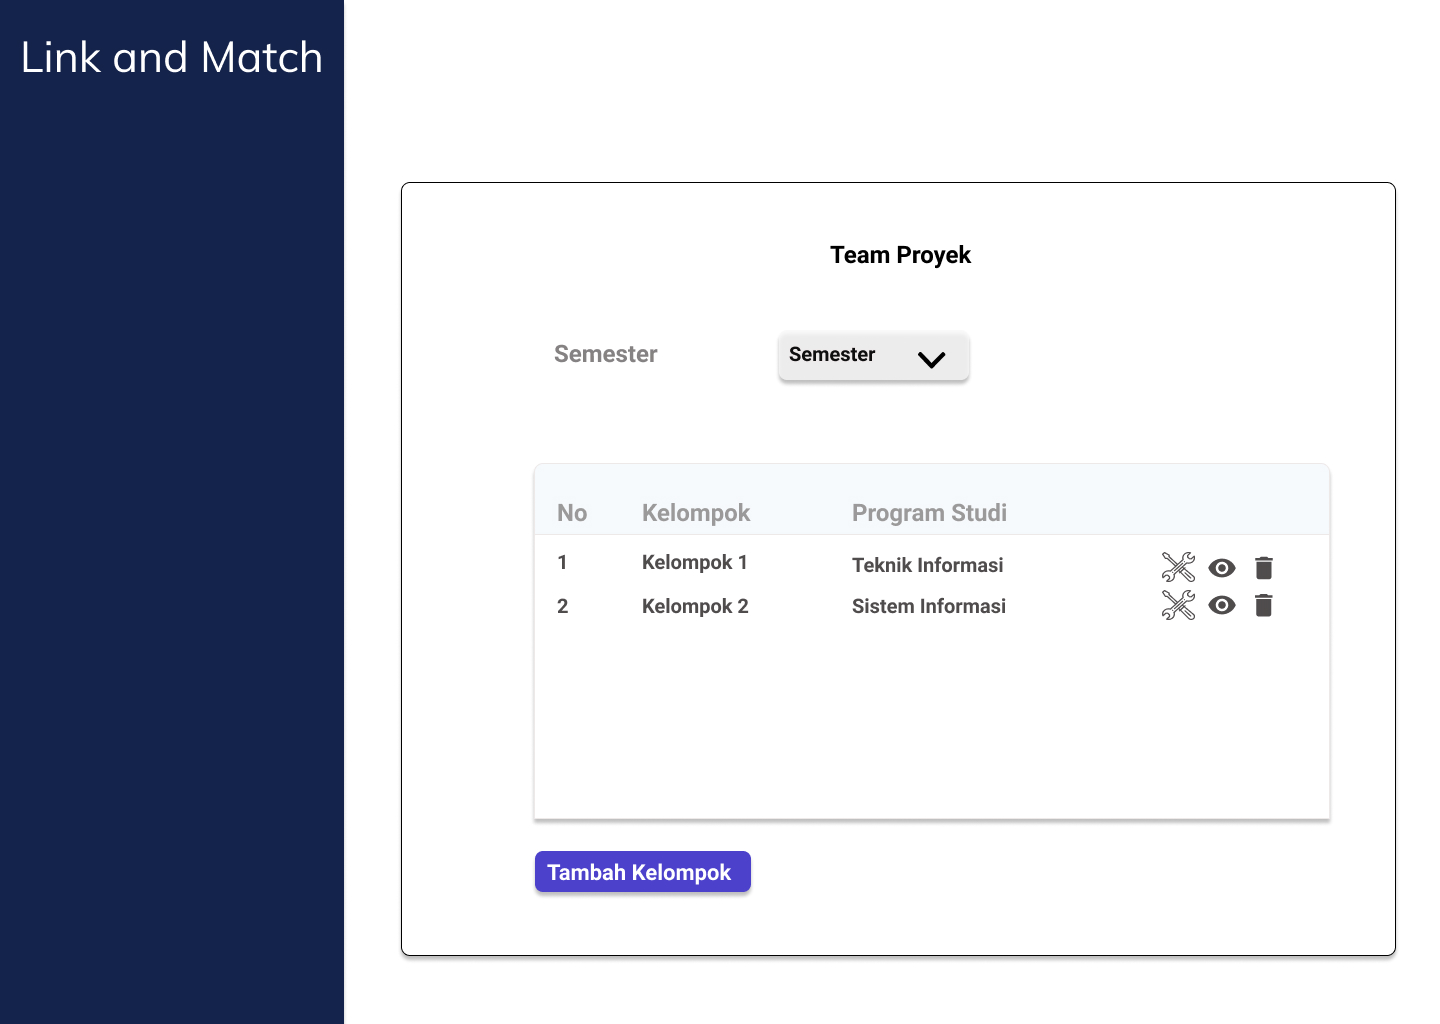 Link and Match
Team Proyek
Semester Semester
No Kelompok Program Studi
1 Kelompok 1 Teknik Informasi
2 Kelompok 2 Sistem Informasi
Tambah Kelompok